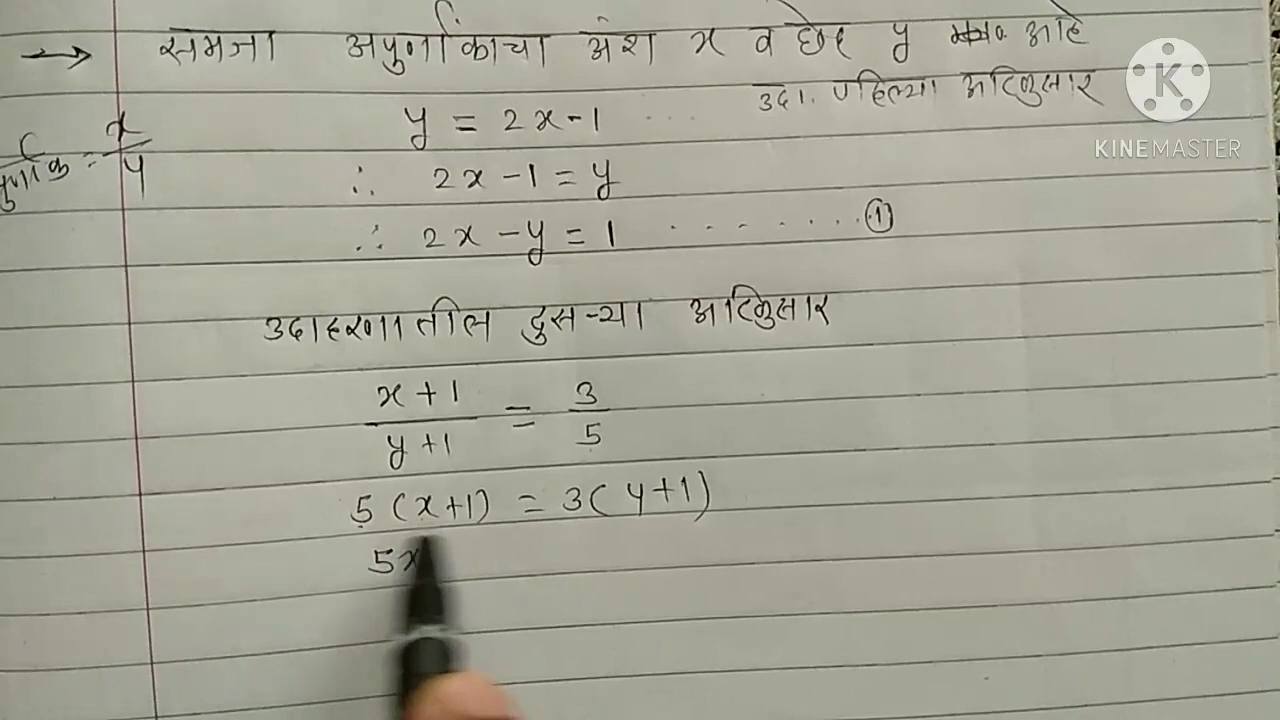 → समजा अपुर्णांकाचा अंश x व छेद y आहे
उदा. पहिल्या अटिनुसार
K
KINEMASTER
y = 2x-1 ...
x
पुर्णांक = —
y
∴ 2x - 1 = y
∴ 2x - y = 1 ........ ①
उदाहरणातील दुसऱ्या अटिनुसार
x + 1 = 3
y + 1 5
5 (x+1) = 3( y+1)
5x